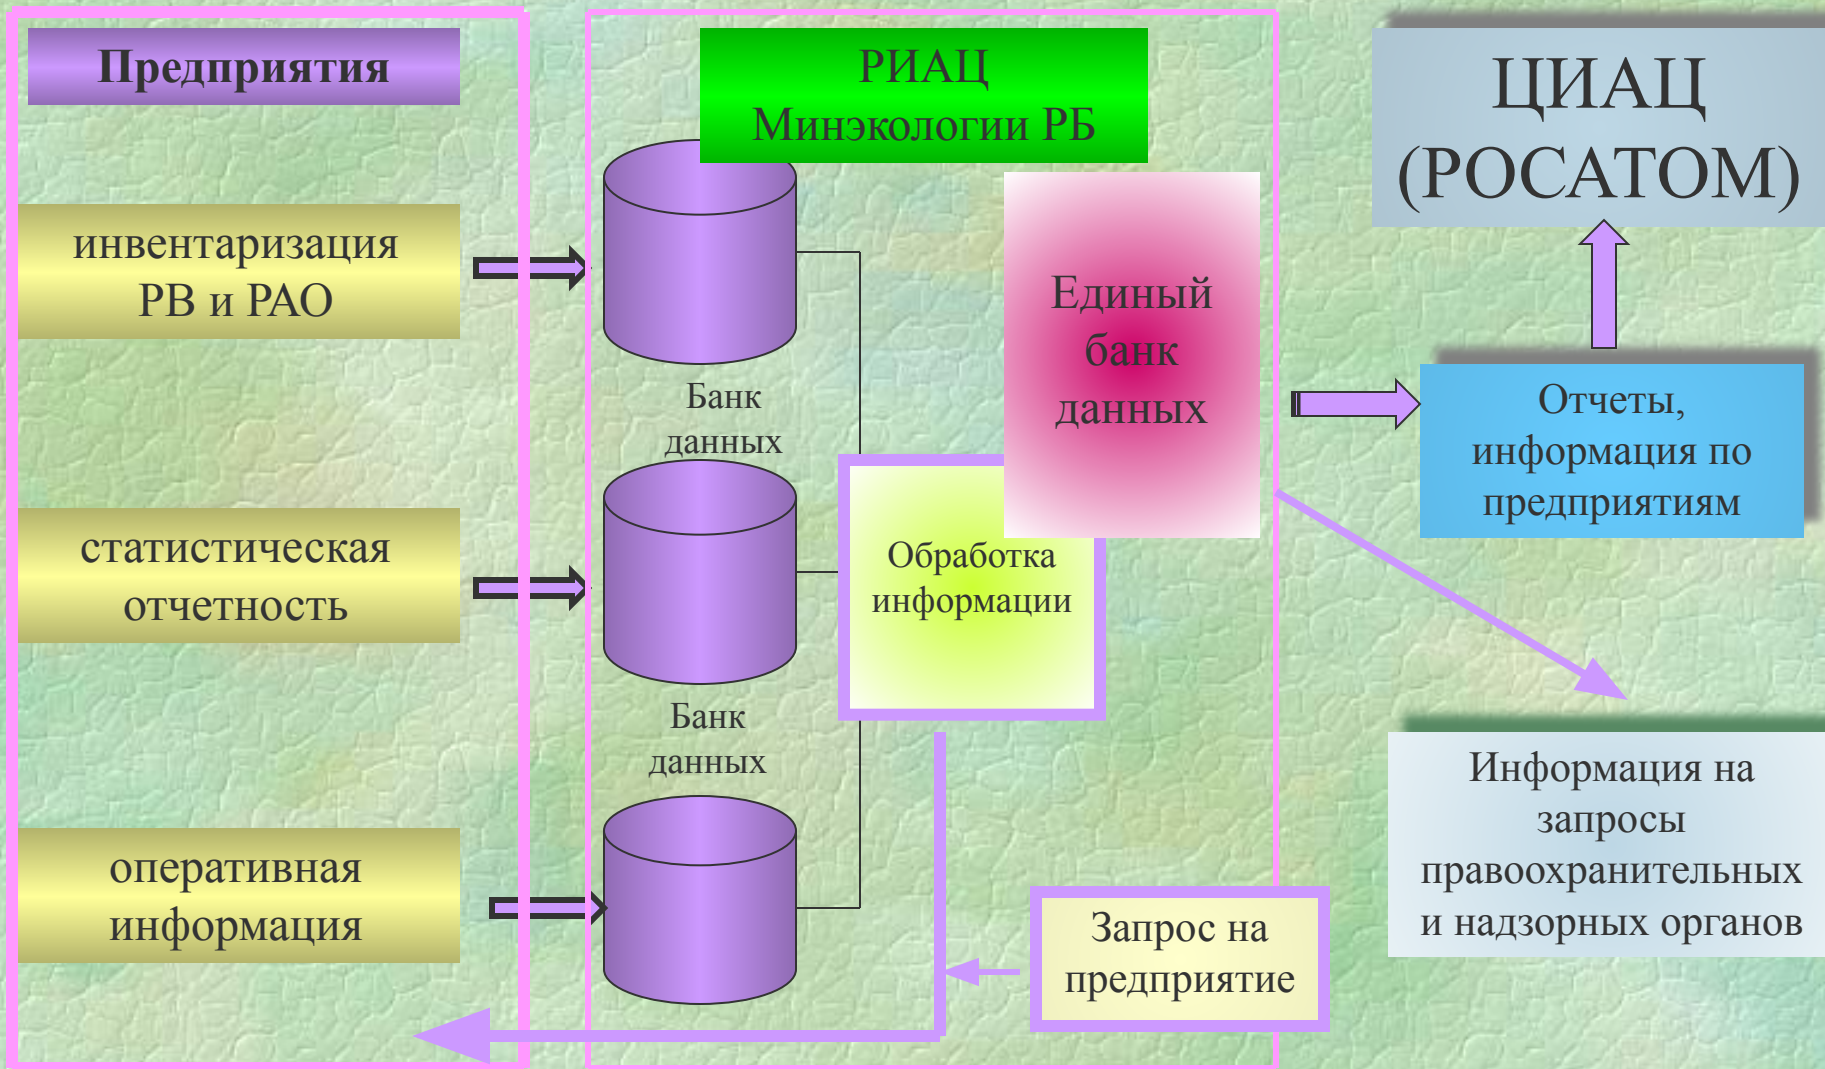 Предприятия
инвентаризация
РВ и РАО
статистическая
отчетность
оперативная
информация
РИАЦ
Минэкологии РБ
Банк
данных
Банк
данных
Единый
банк
данных
Обработка
информации
Запрос на
предприятие
ЦИАЦ
(РОСАТОМ)
Отчеты,
информация по
предприятиям
Информация на
запросы
правоохранительных
и надзорных органов